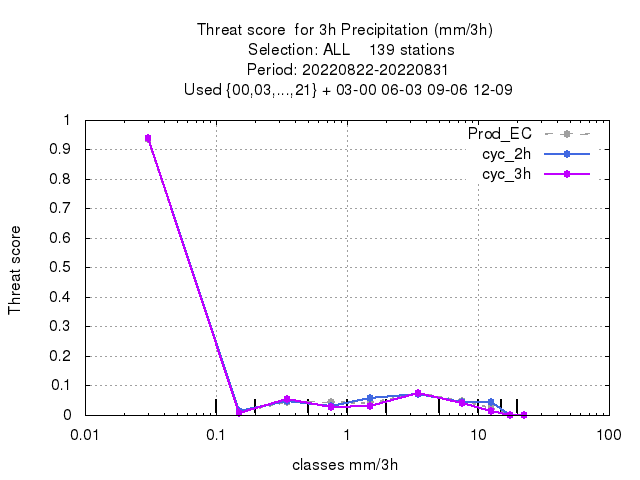 Threat score  for 3h Precipitation (mm/3h)
Selection: ALL    139 stations
Period: 20220822-20220831
Used {00,03,...,21} + 03-00 06-03 09-06 12-09
Prod_EC
cyc_2h
cyc_3h
1
0.9
0.8
0.7
0.6
0.5
0.4
0.3
0.2
0.1
0
Threat score
0.01 0.1 1 10 100
classes mm/3h